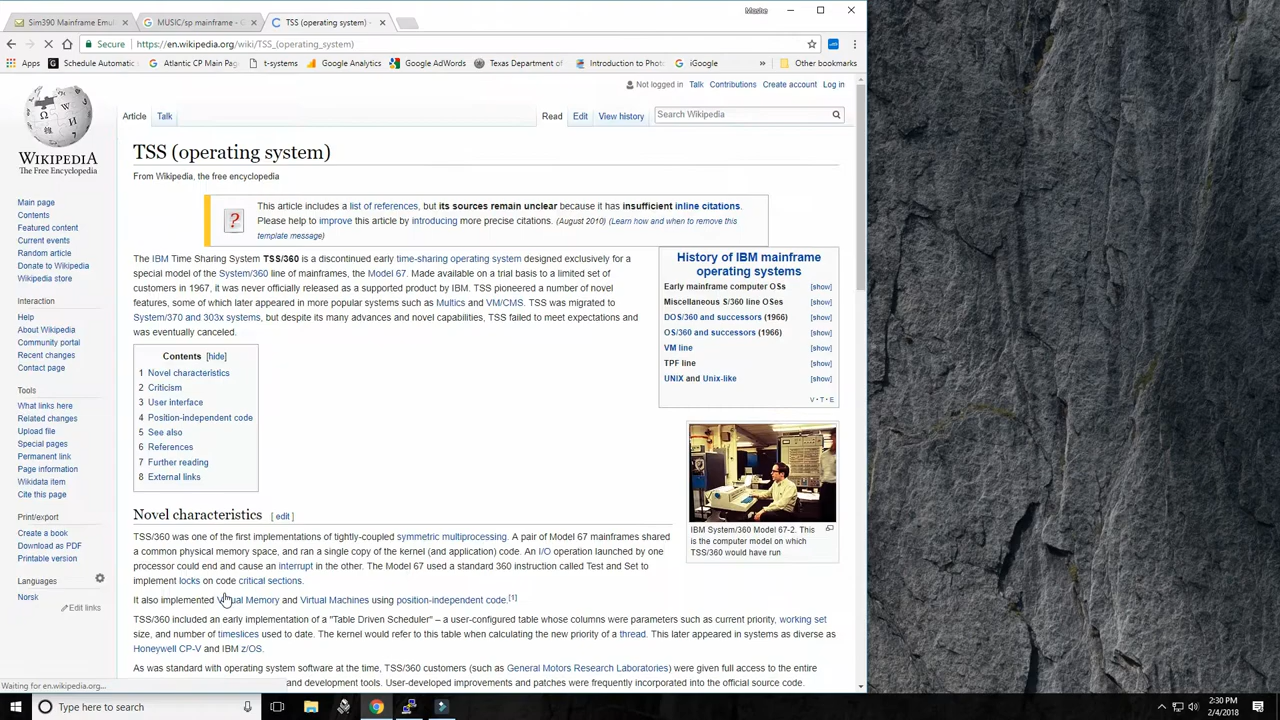 Moshe
Sim390 Mainframe Emul
MUSIC/sp mainframe - G
TSS (operating system) -
Secure
https://en.wikipedia.org/wiki/TSS_(operating_system)
Apps
Schedule Automatic
Atlantic CP Main Page
t-systems
Google Analytics
Google AdWords
Texas Department of
Introduction to Phot
iGoogle
»
Other bookmarks
Not logged in Talk Contributions Create account Log in
Article Talk
Read Edit View history
Search Wikipedia
WIKIPEDIA
The Free Encyclopedia
Main page
Contents
Featured content
Current events
Random article
Donate to Wikipedia
Wikipedia store
Interaction
Help
About Wikipedia
Community portal
Recent changes
Contact page
Tools
What links here
Related changes
Upload file
Special pages
Permanent link
Page information
Wikidata item
Cite this page
Print/export
Create a book
Download as PDF
Printable version
Languages
Norsk
Edit links
TSS (operating system)
From Wikipedia, the free encyclopedia
?
This article includes a list of references, but its sources remain unclear because it has insufficient inline citations.
Please help to improve this article by introducing more precise citations. (August 2010) (Learn how and when to remove this
template message)
The IBM Time Sharing System TSS/360 is a discontinued early time-sharing operating system designed exclusively for a
special model of the System/360 line of mainframes, the Model 67. Made available on a trial basis to a limited set of
customers in 1967, it was never officially released as a supported product by IBM. TSS pioneered a number of novel
features, some of which later appeared in more popular systems such as Multics and VM/CMS. TSS was migrated to
System/370 and 303x systems, but despite its many advances and novel capabilities, TSS failed to meet expectations and
was eventually canceled.
History of IBM mainframe
operating systems
Early mainframe computer OSs [show]
Miscellaneous S/360 line OSes [show]
DOS/360 and successors (1966) [show]
OS/360 and successors (1966) [show]
VM line [show]
TPF line [show]
UNIX and Unix-like [show]
V · T · E
Contents [hide]
1 Novel characteristics
2 Criticism
3 User interface
4 Position-independent code
5 See also
6 References
7 Further reading
8 External links
IBM System/360 Model 67-2. This
is the computer model on which
TSS/360 would have run
Novel characteristics [ edit ]
TSS/360 was one of the first implementations of tightly-coupled symmetric multiprocessing. A pair of Model 67 mainframes shared
a common physical memory space, and ran a single copy of the kernel (and application) code. An I/O operation launched by one
processor could end and cause an interrupt in the other. The Model 67 used a standard 360 instruction called Test and Set to
implement locks on code critical sections.
It also implemented Virtual Memory and Virtual Machines using position-independent code.[1]
TSS/360 included an early implementation of a "Table Driven Scheduler" – a user-configured table whose columns were parameters such as current priority, working set
size, and number of timeslices used to date. The kernel would refer to this table when calculating the new priority of a thread. This later appeared in systems as diverse as
Honeywell CP-V and IBM z/OS.
As was standard with operating system software at the time, TSS/360 customers (such as General Motors Research Laboratories) were given full access to the entire
and development tools. User-developed improvements and patches were frequently incorporated into the official source code.
Waiting for en.wikipedia.org...
Type here to search
2:30 PM
2/4/2018